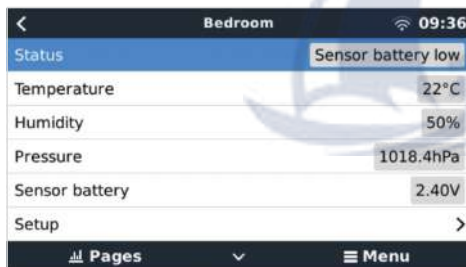 Bedroom 09:36
Status Sensor battery low
Temperature 22°C
Humidity 50%
Pressure 1018.4hPa
Sensor battery 2.40V
Setup
Pages Menu